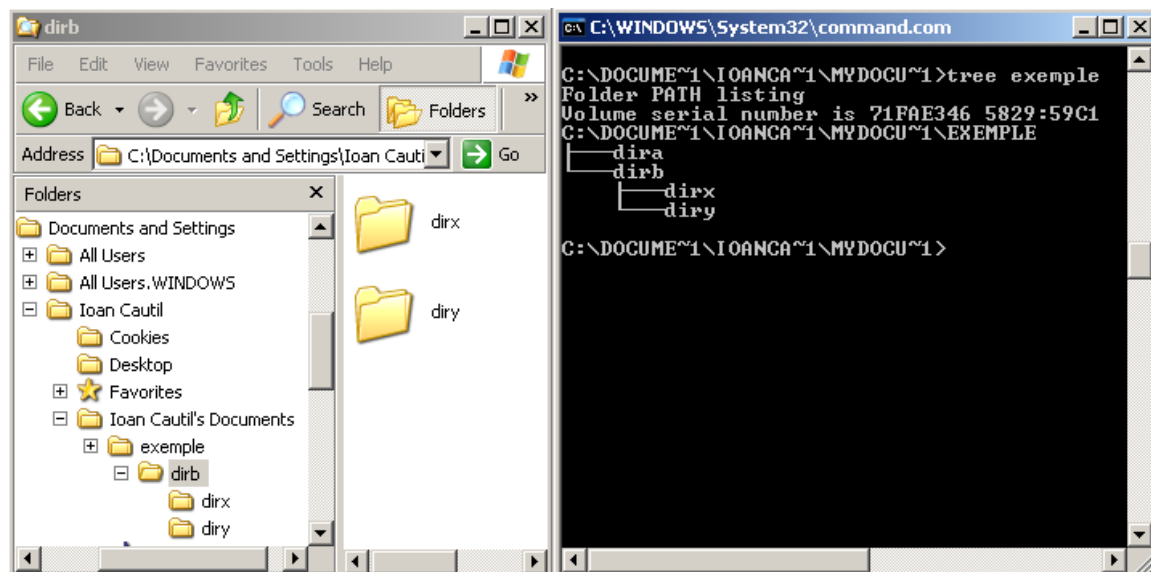 dirb
File Edit View Favorites Tools Help
Back Search Folders »
Address C:\Documents and Settings\Ioan Cauti Go
Folders
Documents and Settings
All Users
All Users.WINDOWS
Ioan Cautil
Cookies
Desktop
Favorites
Ioan Cautil's Documents
exemple
dirb
dirx
diry
dirx
diry
C:\WINDOWS\System32\command.com
C:\DOCUME~1\IOANCA~1\MYDOCU~1>tree exemple
Folder PATH listing
Volume serial number is 71FAE346 5829:59C1
C:\DOCUME~1\IOANCA~1\MYDOCU~1\EXEMPLE
├───dira
└───dirb
    ├───dirx
    └───diry
C:\DOCUME~1\IOANCA~1\MYDOCU~1>